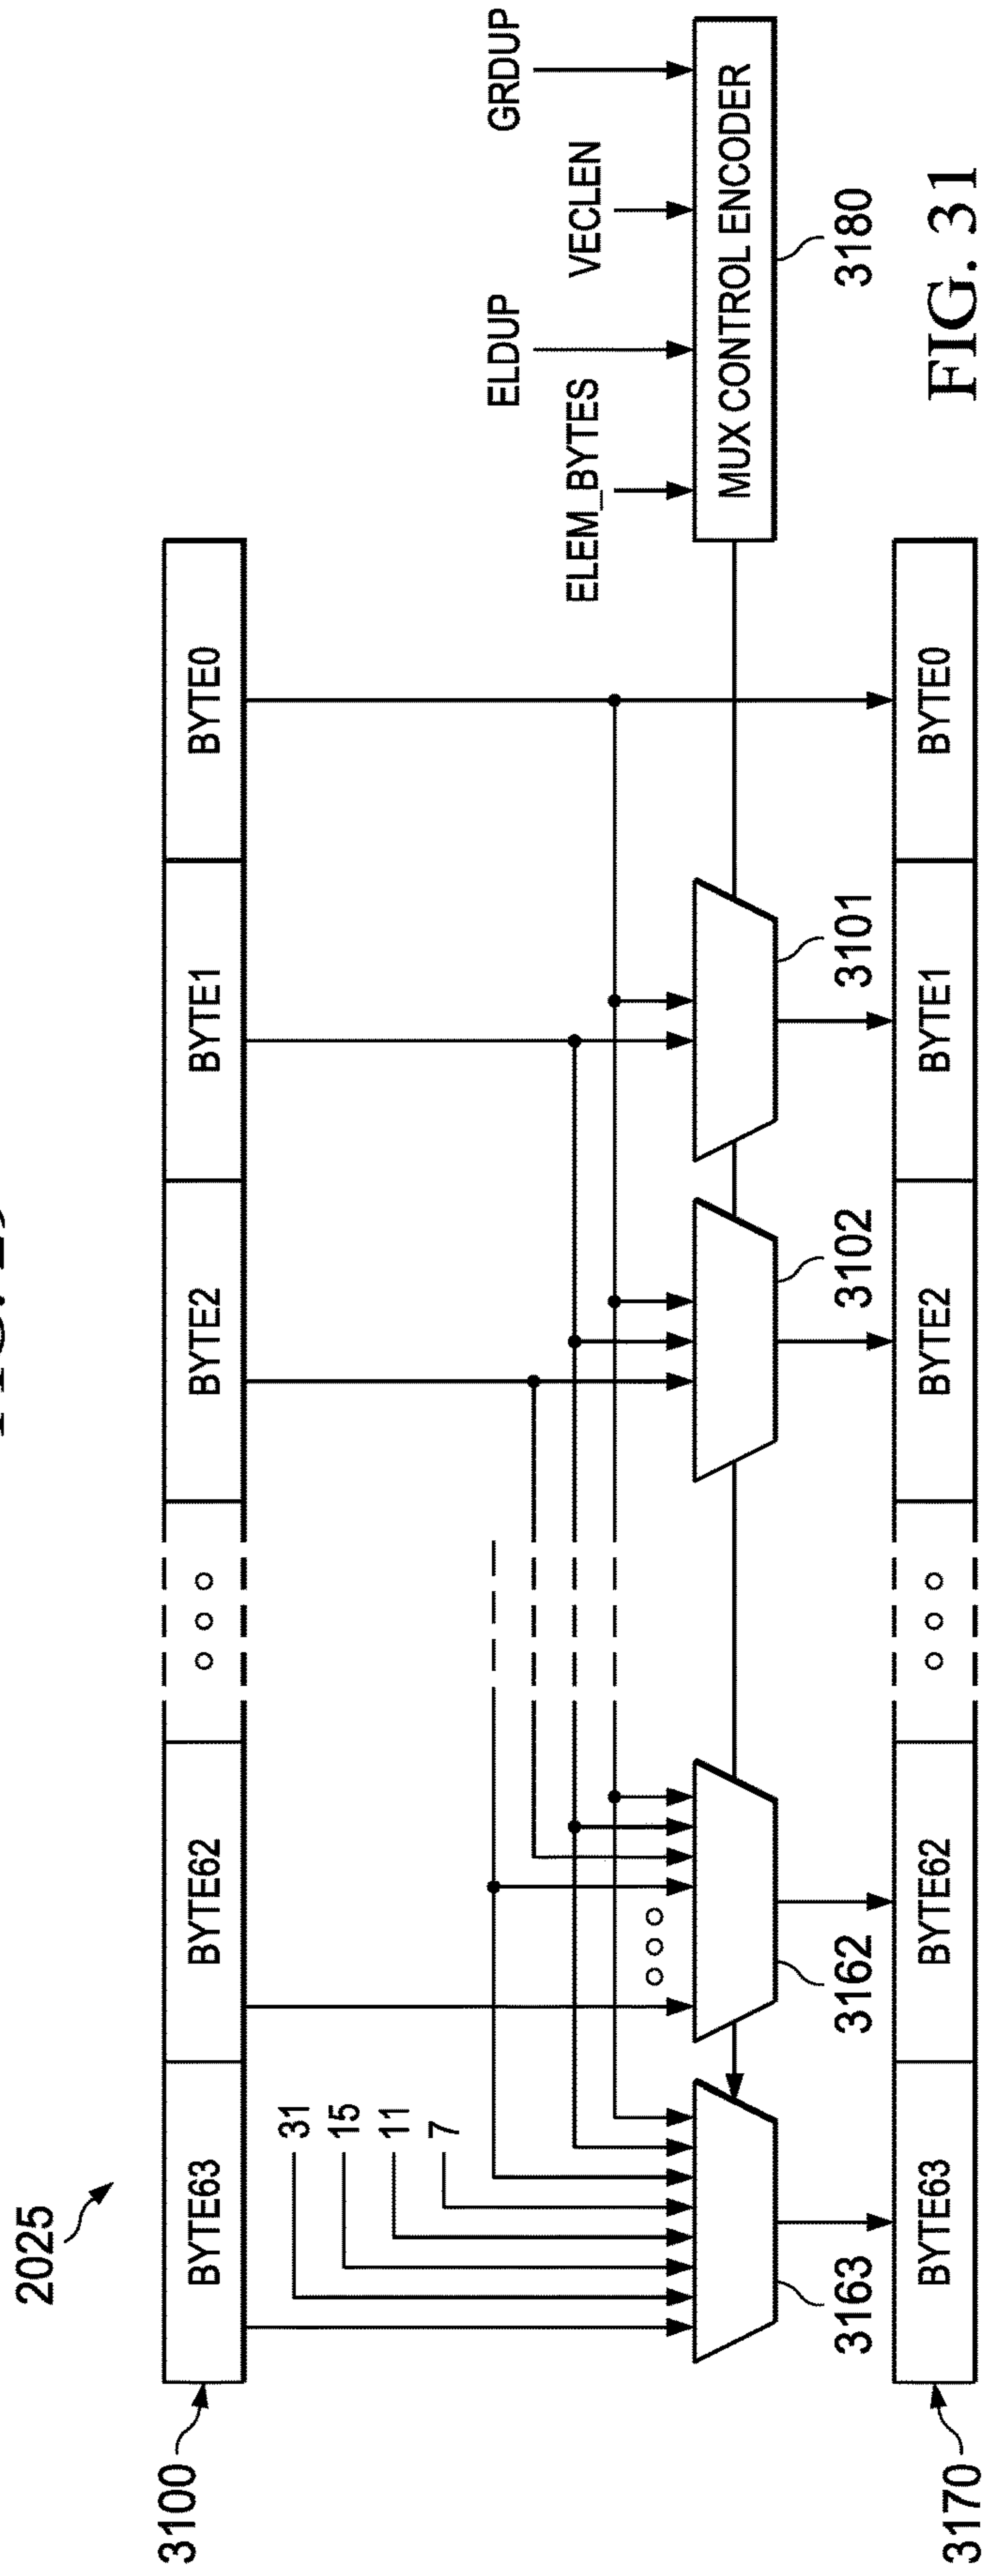 2025
3100
BYTE63
BYTE62
BYTE2
BYTE1
BYTE0
31
15
11
7
ELEM_BYTES
ELDUP
VECLEN
GRDUP
MUX CONTROL ENCODER
3163
3162
3102
3101
3180
3170
BYTE63
BYTE62
BYTE2
BYTE1
BYTE0
FIG. 31